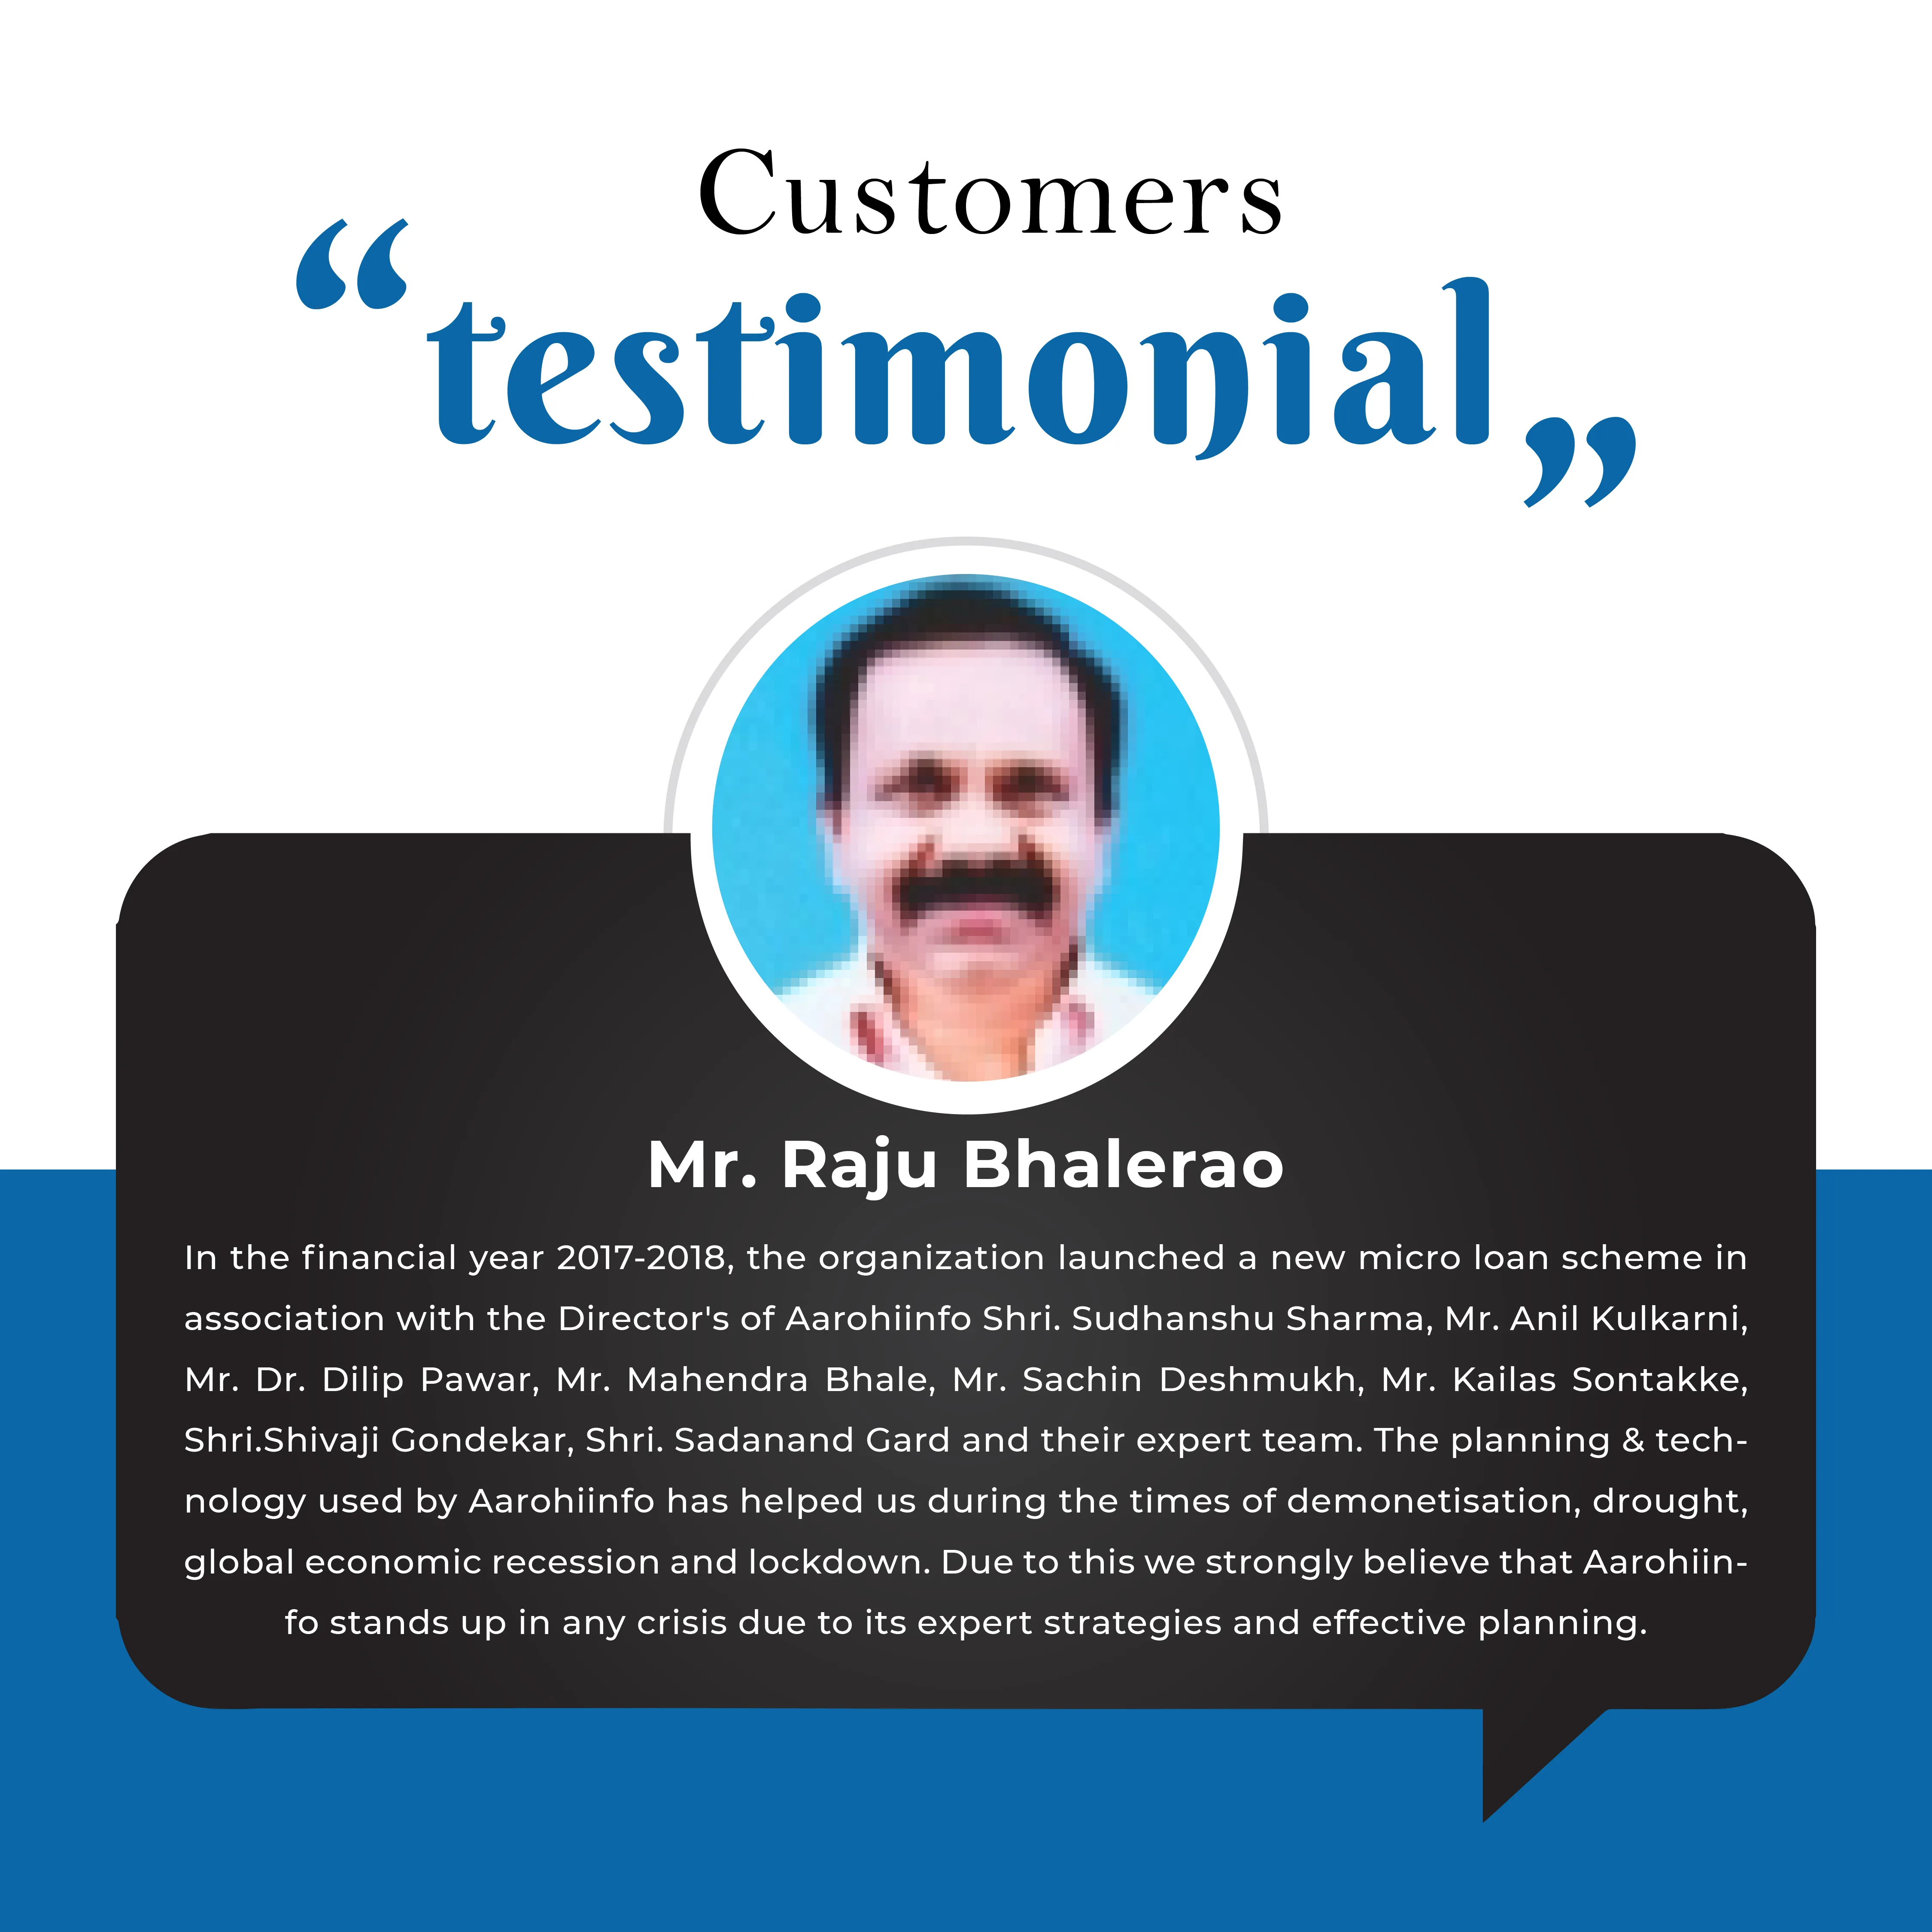 Customers
“testimonial”
Mr. Raju Bhalerao
In the financial year 2017-2018, the organization launched a new micro loan scheme in
association with the Director's of Aarohiinfo Shri. Sudhanshu Sharma, Mr. Anil Kulkarni,
Mr. Dr. Dilip Pawar, Mr. Mahendra Bhale, Mr. Sachin Deshmukh, Mr. Kailas Sontakke,
Shri.Shivaji Gondekar, Shri. Sadanand Gard and their expert team. The planning & tech-
nology used by Aarohiinfo has helped us during the times of demonetisation, drought,
global economic recession and lockdown. Due to this we strongly believe that Aarohiin-
fo stands up in any crisis due to its expert strategies and effective planning.